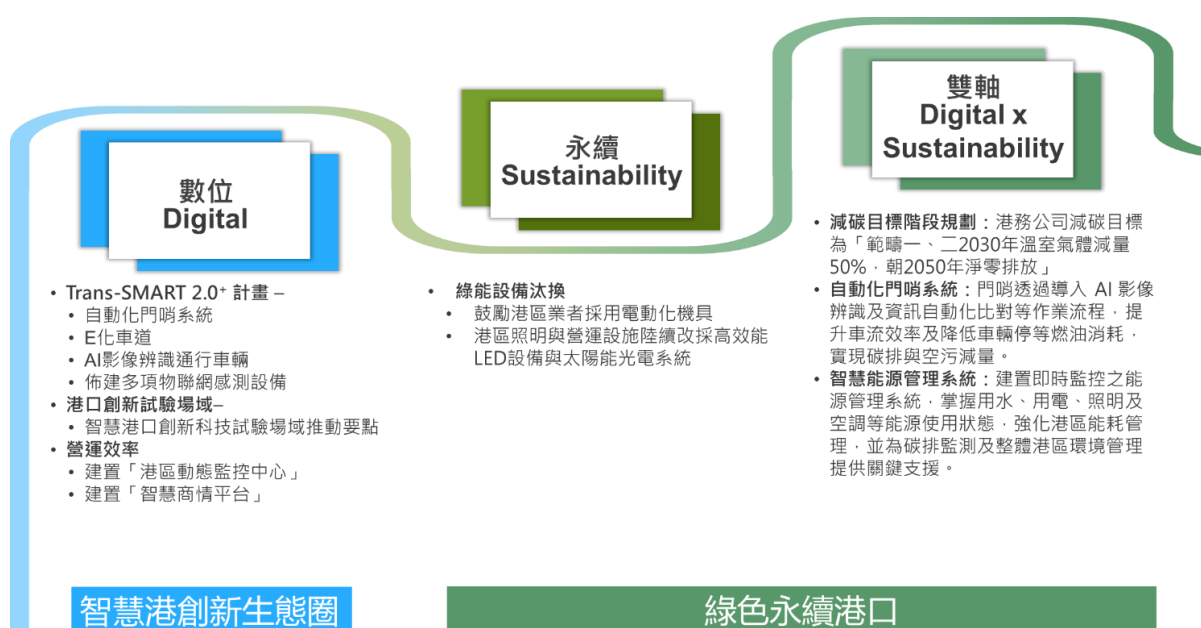 數位
Digital
• Trans-SMART 2.0⁺ 計畫 –
• 自動化門哨系統
• E化車道
• AI影像辨識通行車輛
• 佈建多項物聯網感測設備
• 港口創新試驗場域–
• 智慧港口創新科技試驗場域推動要點
• 營運效率
• 建置「港區動態監控中心」
• 建置「智慧商情平台」
智慧港創新生態圈
永續
Sustainability
• 綠能設備汰換
• 鼓勵港區業者採用電動化機具
• 港區照明與營運設施陸續改採高效能
LED設備與太陽能光電系統
雙軸
Digital x
Sustainability
• 減碳目標階段規劃：港務公司減碳目標
為「範疇一、二2030年溫室氣體減量
50%，朝2050年淨零排放」
• 自動化門哨系統：門哨透過導入 AI 影像
辨識及資訊自動化比對等作業流程，提
升車流效率及降低車輛停等燃油消耗，
實現碳排與空污減量。
• 智慧能源管理系統：建置即時監控之能
源管理系統，掌握用水、用電、照明及
空調等能源使用狀態，強化港區能耗管
理，並為碳排監測及整體港區環境管理
提供關鍵支援。
綠色永續港口